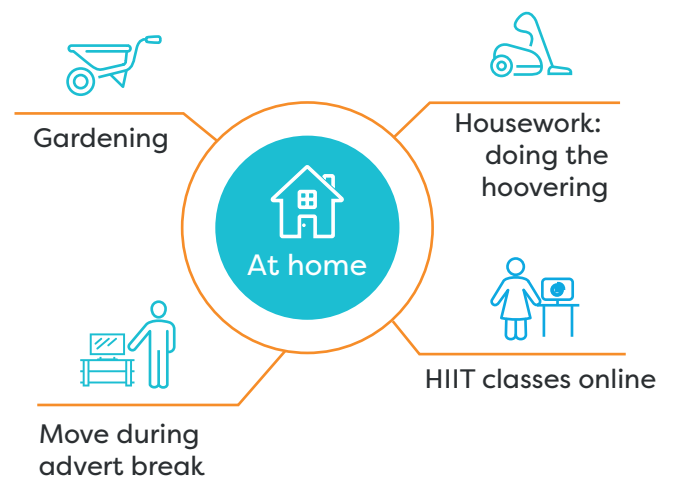 Gardening
Housework:
doing the
hoovering
At home
HIIT classes online
Move during
advert break